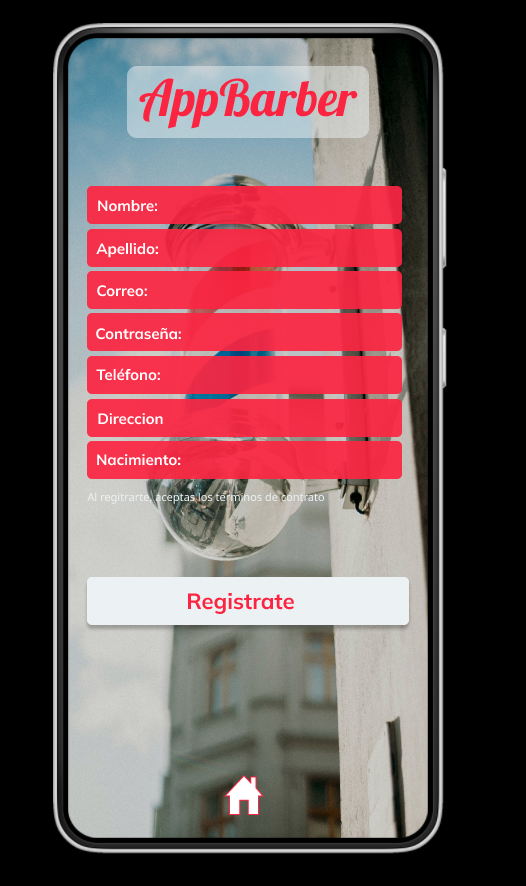 AppBarber
Nombre:
Apellido:
Correo:
Contraseña:
Teléfono:
Direccion
Nacimiento:
Al regitrarte, aceptas los términos de contrato
Registrate